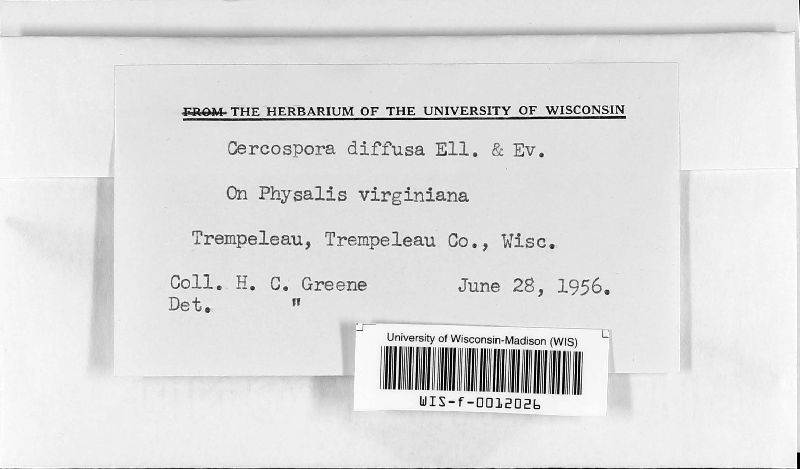 FROM THE HERBARIUM OF THE UNIVERSITY OF WISCONSIN
Cercospora diffusa Ell. & Ev.
On Physalis virginiana
Trempeleau, Trempeleau Co., Wisc.
Coll. H. C. Greene June 28, 1956.
Det. "
University of Wisconsin-Madison (WIS)
WIS-f-0012026